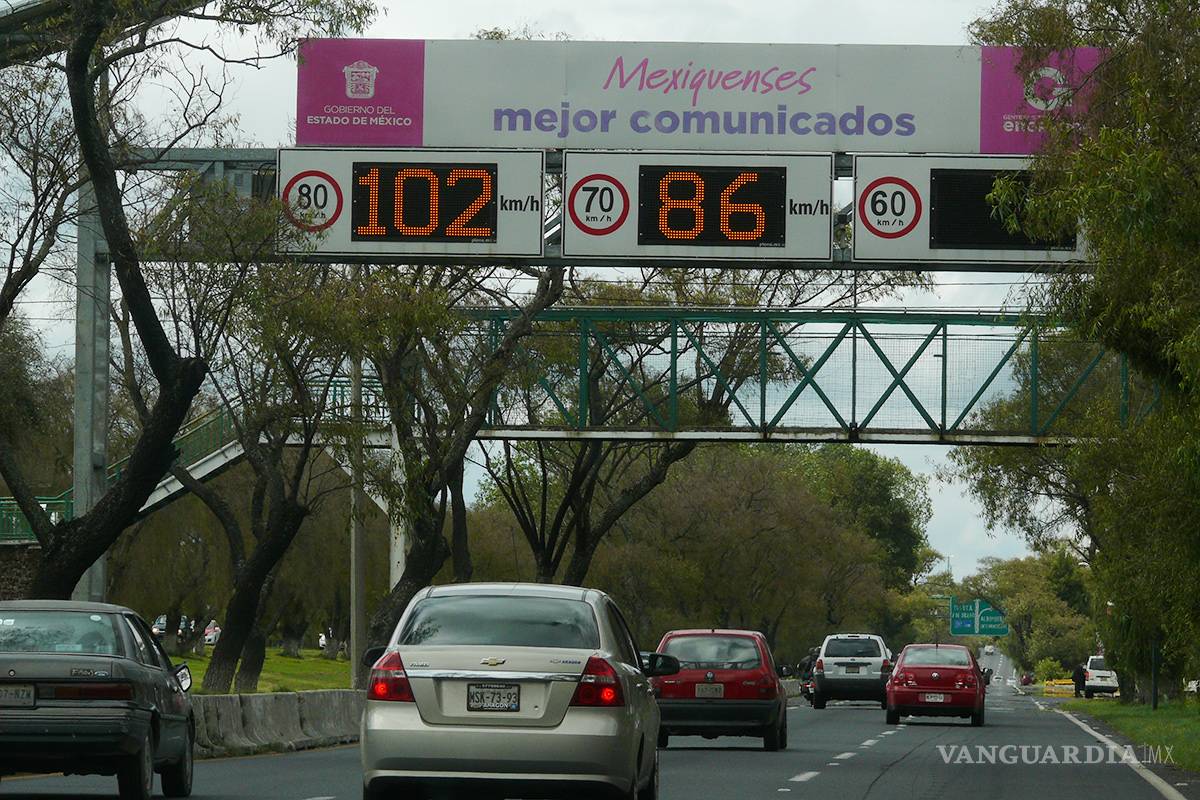 GOBIERNO DEL
ESTADO DE MÉXICO
Mexiquenses
mejor comunicados
G
80
km/h
102
km/h
70
km/h
86
km/h
60
km/h
ARAGON
VANGUARDIA MX